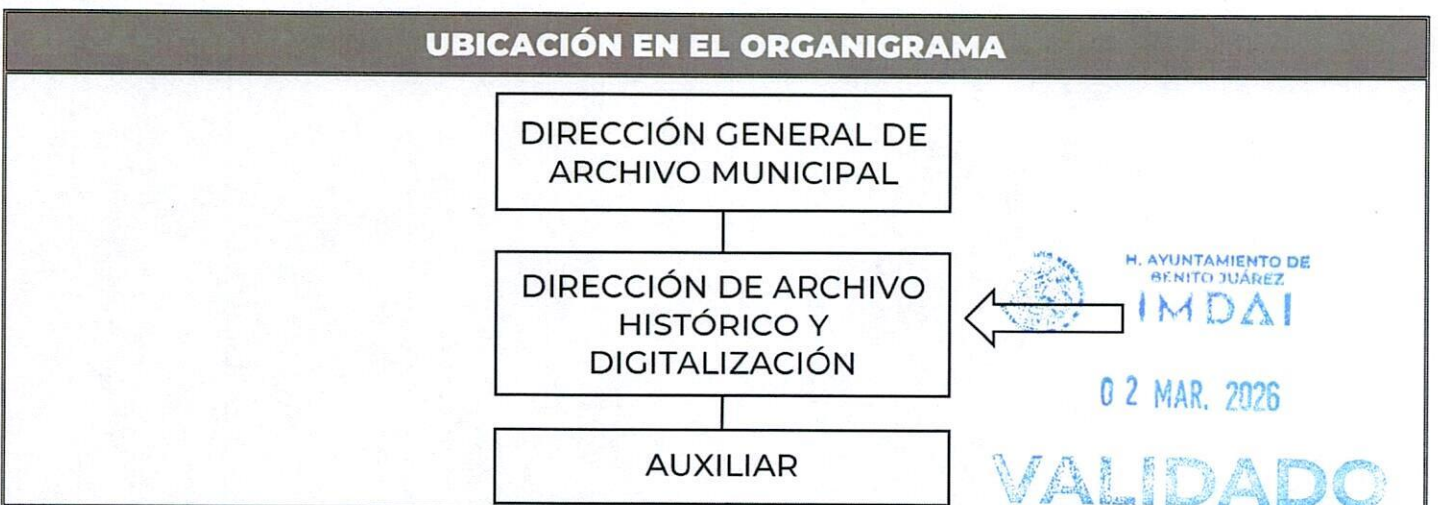 UBICACIÓN EN EL ORGANIGRAMA
DIRECCIÓN GENERAL DE
ARCHIVO MUNICIPAL
DIRECCIÓN DE ARCHIVO
HISTÓRICO Y
DIGITALIZACIÓN
H. AYUNTAMIENTO DE
BENITO JUÁREZ
IMDAI
02 MAR. 2026
AUXILIAR
VALIDADO